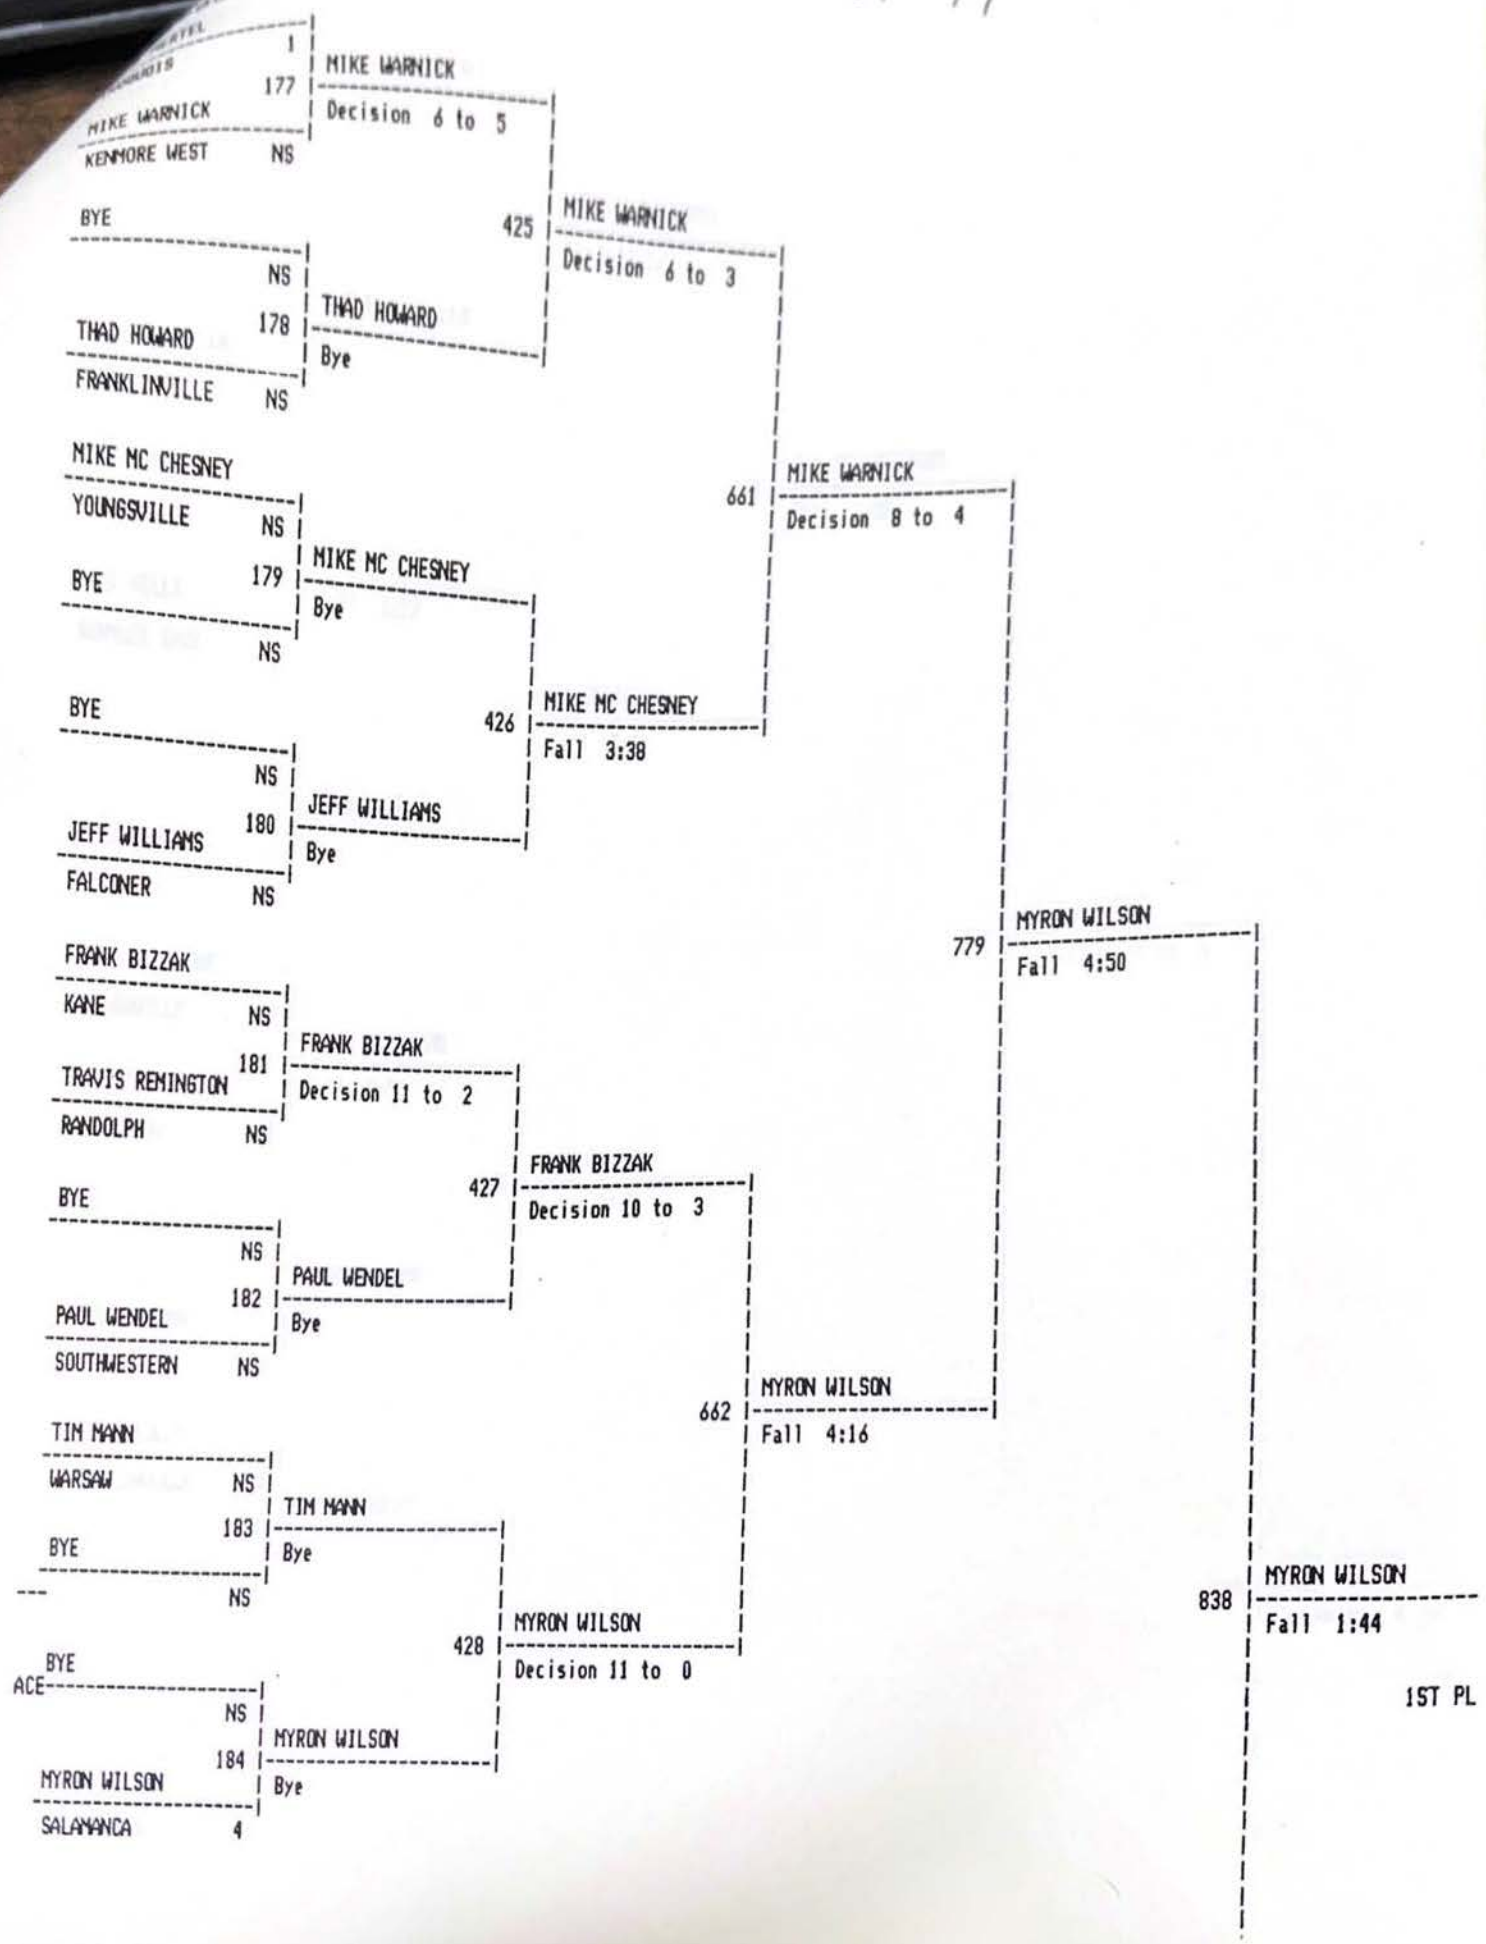 1
177
MIKE WARNICK
Decision 6 to 5
MIKE WARNICK
KENMORE WEST NS
BYE
NS
425
MIKE WARNICK
Decision 6 to 3
178
THAD HOWARD
Bye
THAD HOWARD
FRANKLINVILLE NS
MIKE MC CHESNEY
YOUNGSVILLE NS
661
MIKE WARNICK
Decision 8 to 4
179
MIKE MC CHESNEY
Bye
BYE
NS
BYE
NS
426
MIKE MC CHESNEY
Fall 3:38
180
JEFF WILLIAMS
Bye
JEFF WILLIAMS
FALCONER NS
FRANK BIZZAK
KANE NS
779
MYRON WILSON
Fall 4:50
181
FRANK BIZZAK
Decision 11 to 2
TRAVIS REMINGTON
RANDOLPH NS
BYE
NS
427
FRANK BIZZAK
Decision 10 to 3
182
PAUL WENDEL
Bye
PAUL WENDEL
SOUTHWESTERN NS
662
MYRON WILSON
Fall 4:16
TIM MANN
WARSAW NS
183
TIM MANN
Bye
BYE
NS
838
MYRON WILSON
Fall 1:44
428
MYRON WILSON
Decision 11 to 0
BYE
ACE
NS
1ST PL
184
MYRON WILSON
Bye
MYRON WILSON
SALAMANCA 4